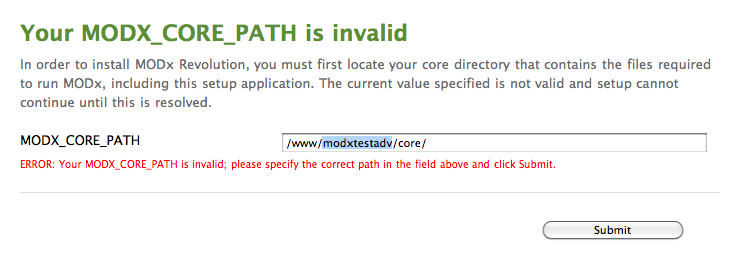 Your MODX_CORE_PATH is invalid
In order to install MODx Revolution, you must first locate your core directory that contains the files required
to run MODx, including this setup application. The current value specified is not valid and setup cannot
continue until this is resolved.
MODX_CORE_PATH /www/modxtestadv/core/
ERROR: Your MODX_CORE_PATH is invalid; please specify the correct path in the field above and click Submit.
Submit